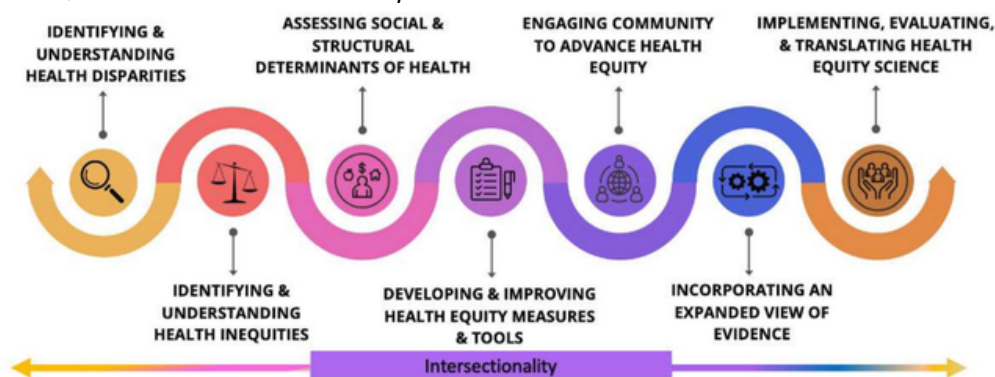 IDENTIFYING &
UNDERSTANDING
HEALTH DISPARITIES
ASSESSING SOCIAL &
STRUCTURAL
DETERMINANTS OF HEALTH
ENGAGING COMMUNITY
TO ADVANCE HEALTH
EQUITY
IMPLEMENTING, EVALUATING,
& TRANSLATING HEALTH
EQUITY SCIENCE
IDENTIFYING &
UNDERSTANDING
HEALTH INEQUITIES
DEVELOPING & IMPROVING
HEALTH EQUITY MEASURES
& TOOLS
INCORPORATING AN
EXPANDED VIEW OF
EVIDENCE
Intersectionality